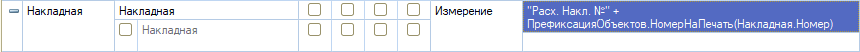 Накладная Накладная Измерение "Расх. Накл. №" +
ПрефиксацияОбъектов.НомерНаПечать(Накладная.Номер)
Накладная